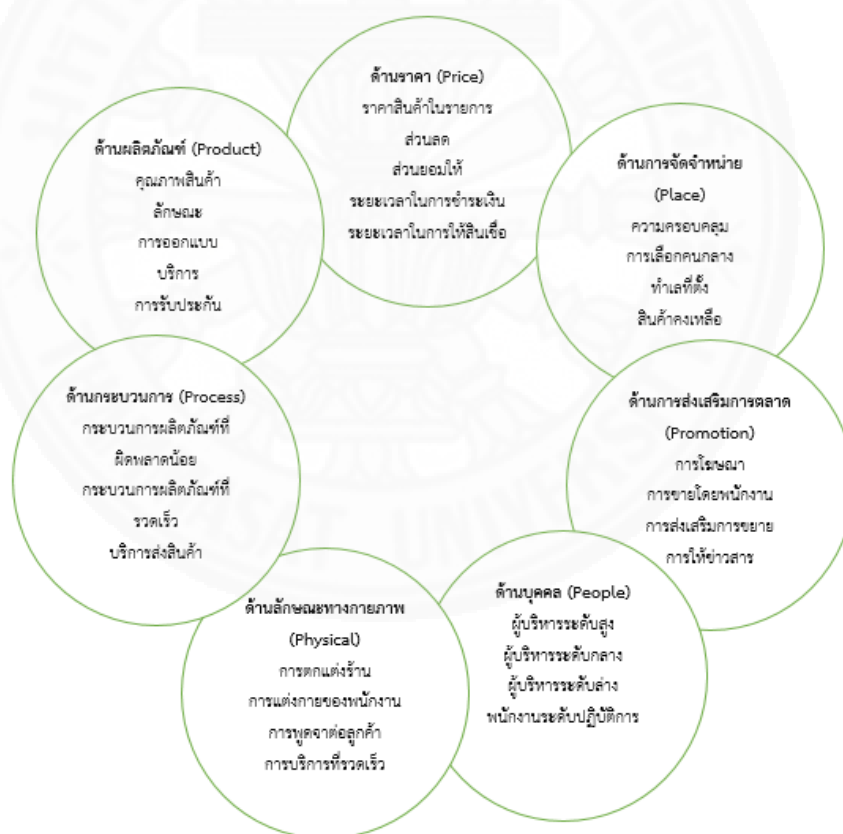 ด้านราคา (Price)
ราคาสินค้าในรายการ
ส่วนลด
ส่วนยอมให้
ระยะเวลาในการชำระเงิน
ระยะเวลาในการให้สินเชื่อ
ด้านผลิตภัณฑ์ (Product)
คุณภาพสินค้า
ลักษณะ
การออกแบบ
บริการ
การรับประกัน
ด้านการจัดจำหน่าย
(Place)
ความครอบคลุม
การเลือกคนกลาง
ทำเลที่ตั้ง
สินค้าคงเหลือ
ด้านกระบวนการ (Process)
กระบวนการผลิตภัณฑ์ที่
ผิดพลาดน้อย
กระบวนการผลิตภัณฑ์ที่
รวดเร็ว
บริการส่งสินค้า
ด้านการส่งเสริมการตลาด
(Promotion)
การโฆษณา
การขายโดยพนักงาน
การส่งเสริมการขยาย
การให้ข่าวสาร
ด้านลักษณะทางกายภาพ
(Physical)
การตกแต่งร้าน
การแต่งกายของพนักงาน
การพูดจาต่อลูกค้า
การบริการที่รวดเร็ว
ด้านบุคคล (People)
ผู้บริหารระดับสูง
ผู้บริหารระดับกลาง
ผู้บริหารระดับล่าง
พนักงานระดับปฏิบัติการ